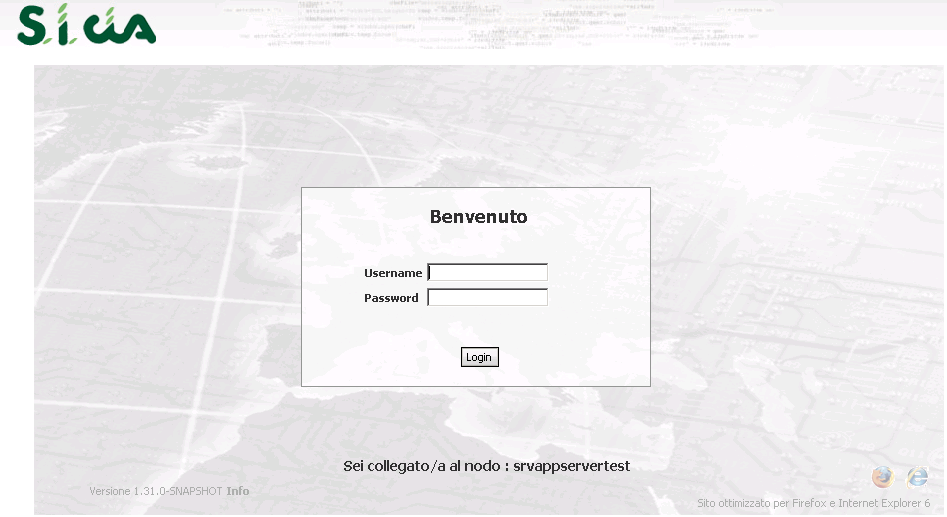 S.I.CIA
Benvenuto
Username
Password
Login
Sei collegato/a al nodo : srvappservertest
Versione 1.31.0-SNAPSHOT Info
Sito ottimizzato per Firefox e Internet Explorer 6